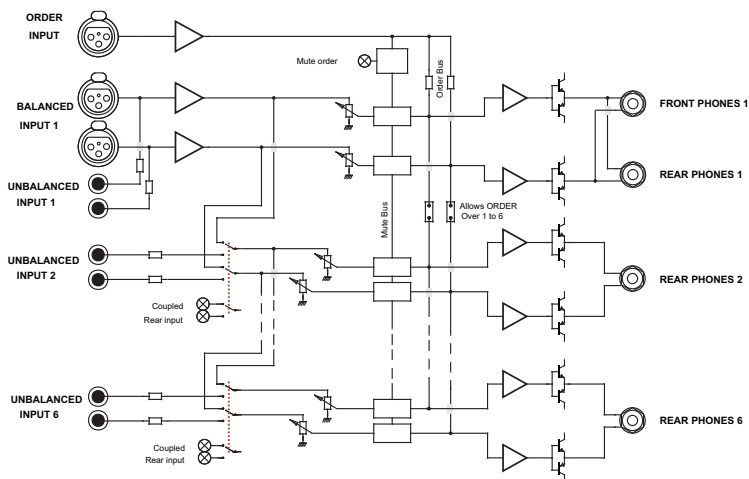 ORDER
INPUT
Mute order
Order Bus
BALANCED
INPUT 1
FRONT PHONES 1
UNBALANCED
INPUT 1
REAR PHONES 1
Mute Bus
Allows ORDER
Over 1 to 6
UNBALANCED
INPUT 2
REAR PHONES 2
Coupled
Rear input
UNBALANCED
INPUT 6
REAR PHONES 6
Coupled
Rear input